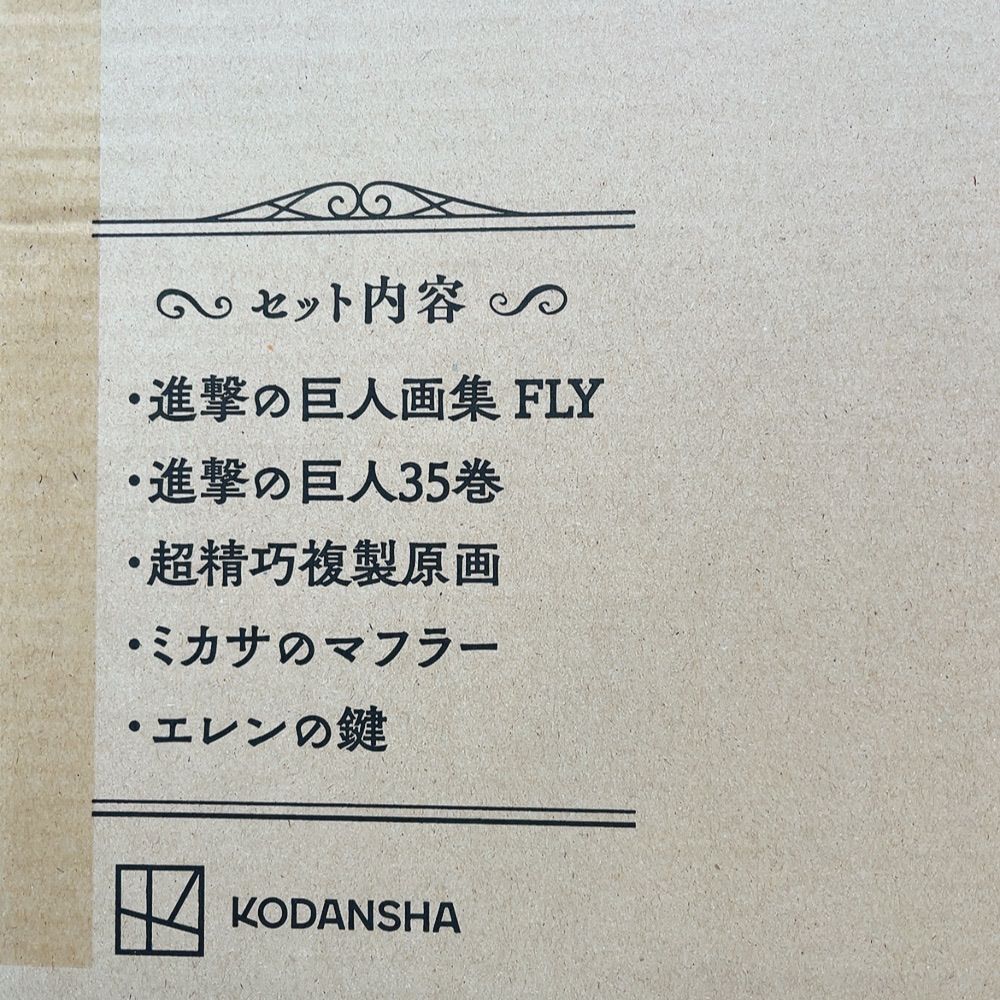 セット内容
・進撃の巨人画集 FLY
・進撃の巨人35巻
・超精巧複製原画
・ミカサのマフラー
・エレンの鍵
KODANSHA